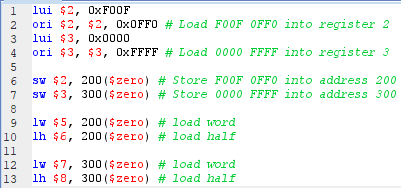 1 lui $2, 0xF00F
2 ori $2, $2, 0x0FF0 # Load F00F 0FF0 into register 2
3 lui $3, 0x0000
4 ori $3, $3, 0xFFFF # Load 0000 FFFF into register 3
5
6 sw $2, 200($zero) # Store F00F 0FF0 into address 200
7 sw $3, 300($zero) # Store 0000 FFFF into address 300
8
9 lw $5, 200($zero) # load word
10 lh $6, 200($zero) # load half
11
12 lw $7, 300($zero) # load word
13 lh $8, 300($zero) # load half